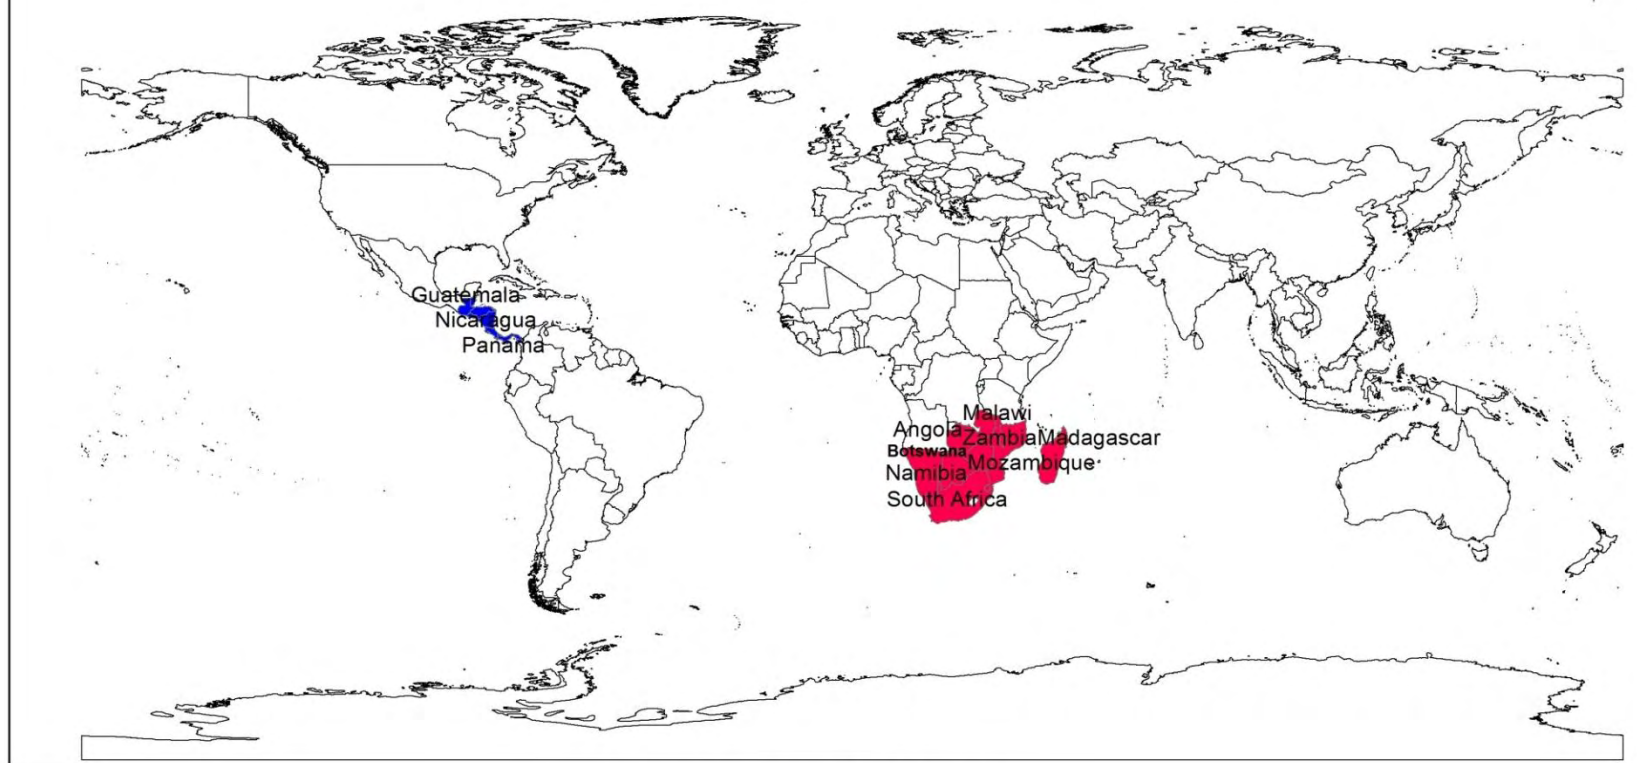 Guatemala
Nicaragua
Panama
Malawi
Angola
Zambia
Madagascar
Botswana
Mozambique
Namibia
South Africa